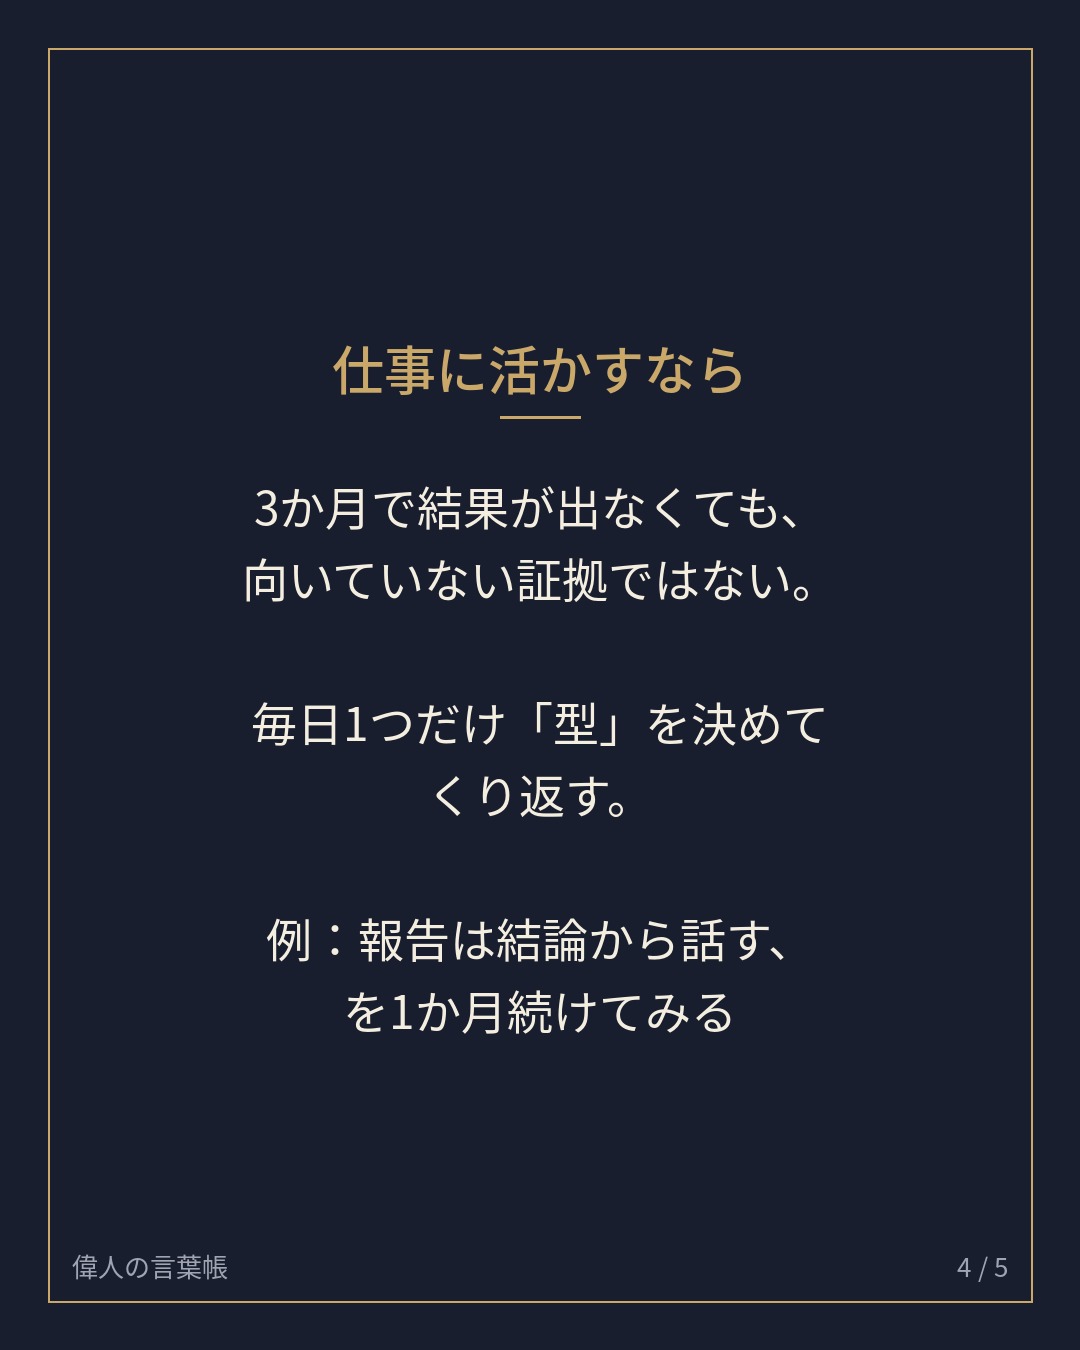 仕事に活かすなら
3か月で結果が出なくても、
向いていない証拠ではない。
毎日1つだけ「型」を決めて
くり返す。
例：報告は結論から話す、
を1か月続けてみる
偉人の言葉帳
4 / 5